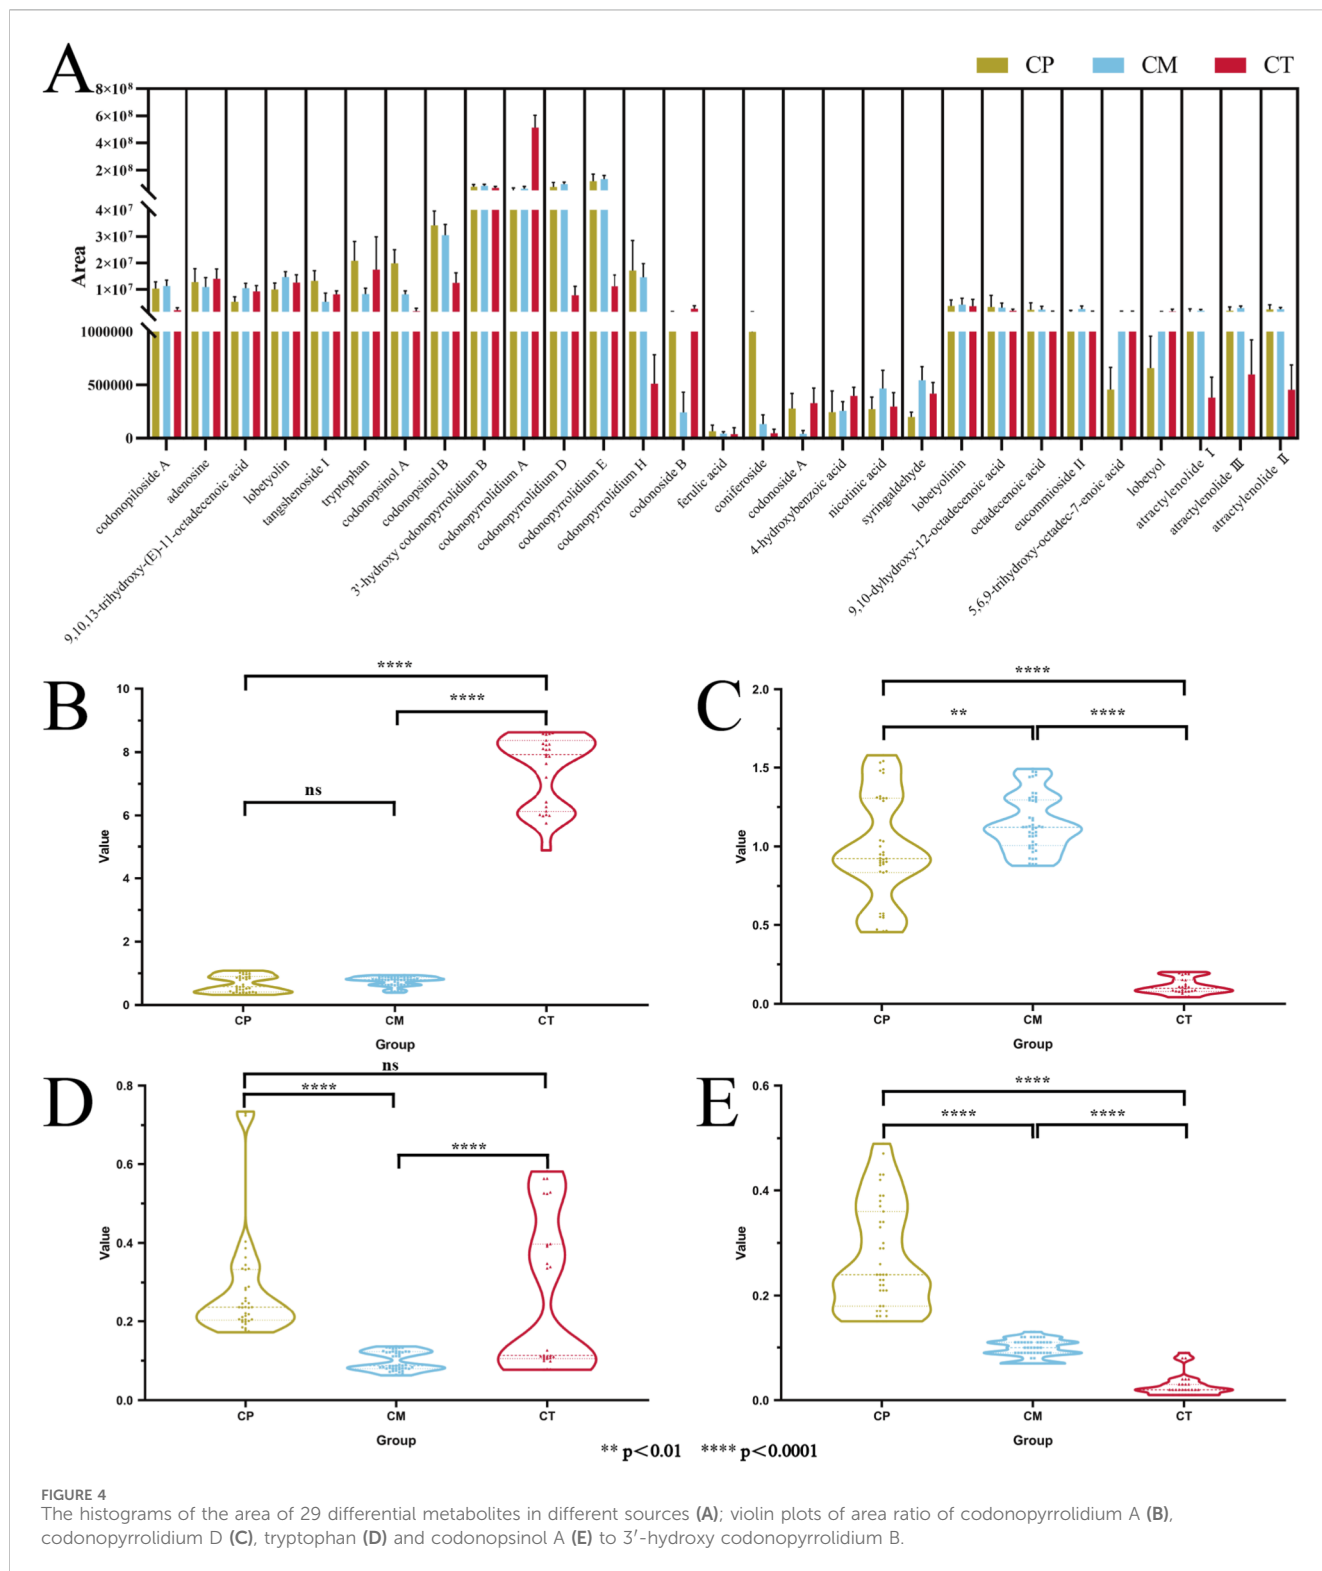 A
CP CM CT
8×10⁸
6×10⁸
4×10⁸
2×10⁸
4×10⁷
3×10⁷
2×10⁷
1×10⁷
1000000
500000
0
Area
codonopiloside A
adenosine
9,10,13-trihydroxy-(E)-11-octadecenoic acid
lobetyolin
tangshenoside I
tryptophan
codonopsinol A
codonopsinol B
3'-hydroxy codonopyrrolidium B
codonopyrrolidium A
codonopyrrolidium D
codonopyrrolidium E
codonopyrrolidium H
codonoside B
ferulic acid
coniferoside
codonoside A
4-hydroxybenzoic acid
nicotinic acid
syringaldehyde
lobetyolinin
9,10-dyhydroxy-12-octadecenoic acid
octadecenoic acid
eucommioside II
5,6,9-trihydroxy-octadec-7-enoic acid
lobetyol
atractylenolide Ⅰ
atractylenolide Ⅲ
atractylenolide Ⅱ
B
****
****
ns
10
8
6
4
2
0
Value
CP CM CT
Group
C
****
** ****
2.0
1.5
1.0
0.5
0.0
Value
CP CM CT
Group
D
ns
****
****
0.8
0.6
0.4
0.2
0.0
Value
CP CM CT
Group
E
****
**** ****
0.6
0.4
0.2
0.0
Value
CP CM CT
Group
** p<0.01 **** p<0.0001
FIGURE 4
The histograms of the area of 29 differential metabolites in different sources (A); violin plots of area ratio of codonopyrrolidium A (B),
codonopyrrolidium D (C), tryptophan (D) and codonopsinol A (E) to 3′-hydroxy codonopyrrolidium B.